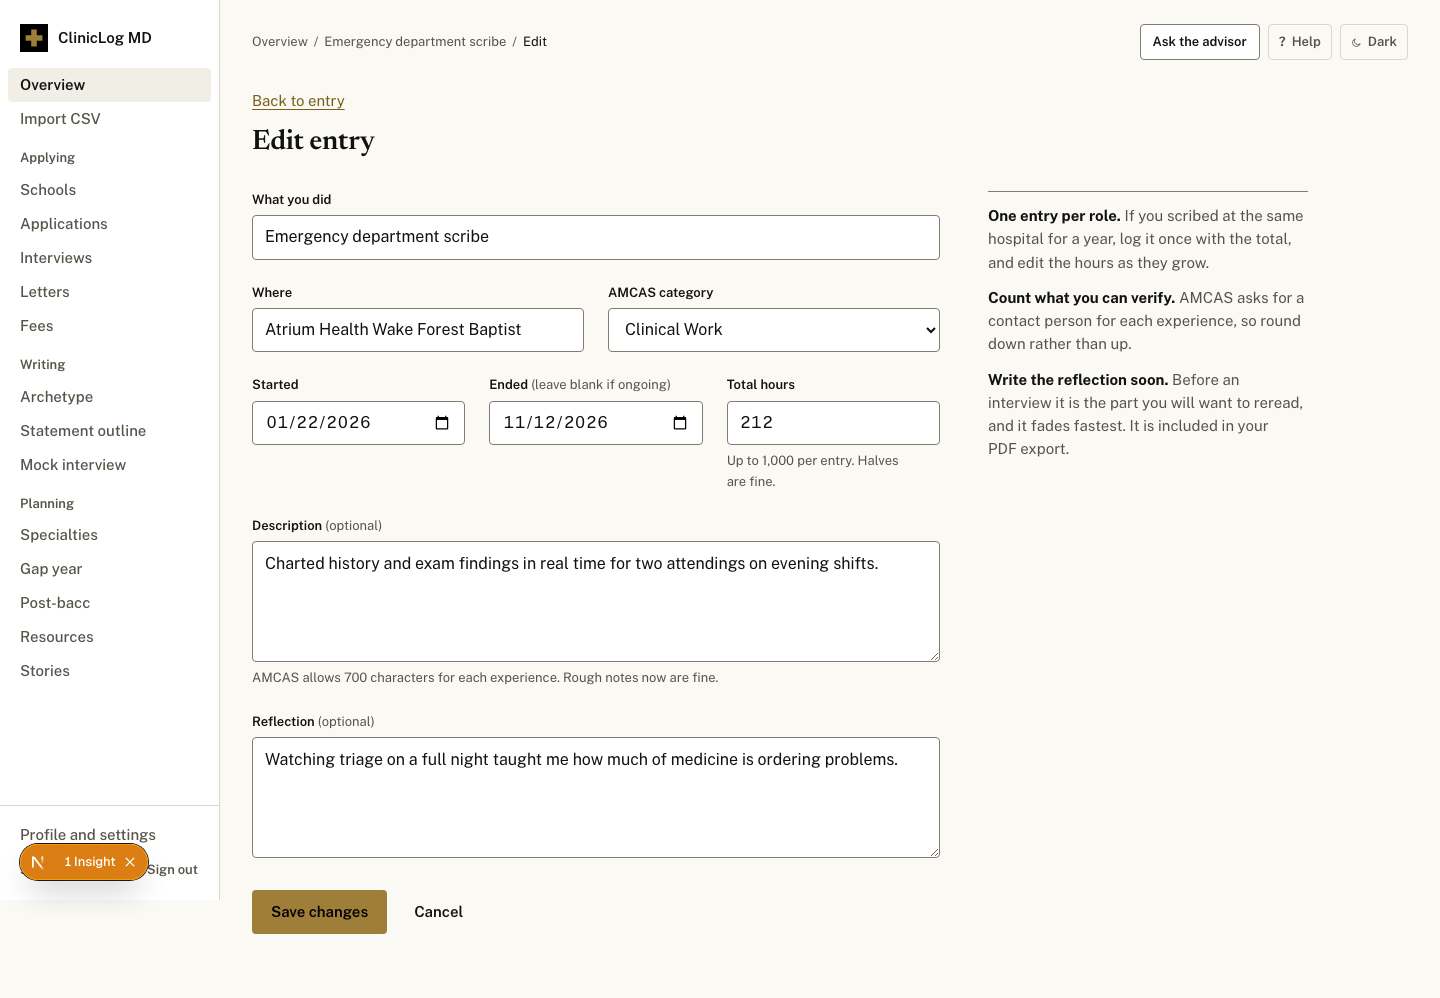 ClinicLog MD
Overview
Import CSV
Applying
Schools
Applications
Interviews
Letters
Fees
Writing
Archetype
Statement outline
Mock interview
Planning
Specialties
Gap year
Post-bacc
Resources
Stories
Profile and settings
1 Insight
Sign out
Overview / Emergency department scribe / Edit
Ask the advisor
? Help
Dark
Back to entry
Edit entry
What you did
Emergency department scribe
Where
Atrium Health Wake Forest Baptist
AMCAS category
Clinical Work
Started
01/22/2026
Ended (leave blank if ongoing)
11/12/2026
Total hours
212
Up to 1,000 per entry. Halves
are fine.
Description (optional)
Charted history and exam findings in real time for two attendings on evening shifts.
AMCAS allows 700 characters for each experience. Rough notes now are fine.
Reflection (optional)
Watching triage on a full night taught me how much of medicine is ordering problems.
Save changes
Cancel
One entry per role. If you scribed at the same
hospital for a year, log it once with the total,
and edit the hours as they grow.
Count what you can verify. AMCAS asks for a
contact person for each experience, so round
down rather than up.
Write the reflection soon. Before an
interview it is the part you will want to reread,
and it fades fastest. It is included in your
PDF export.